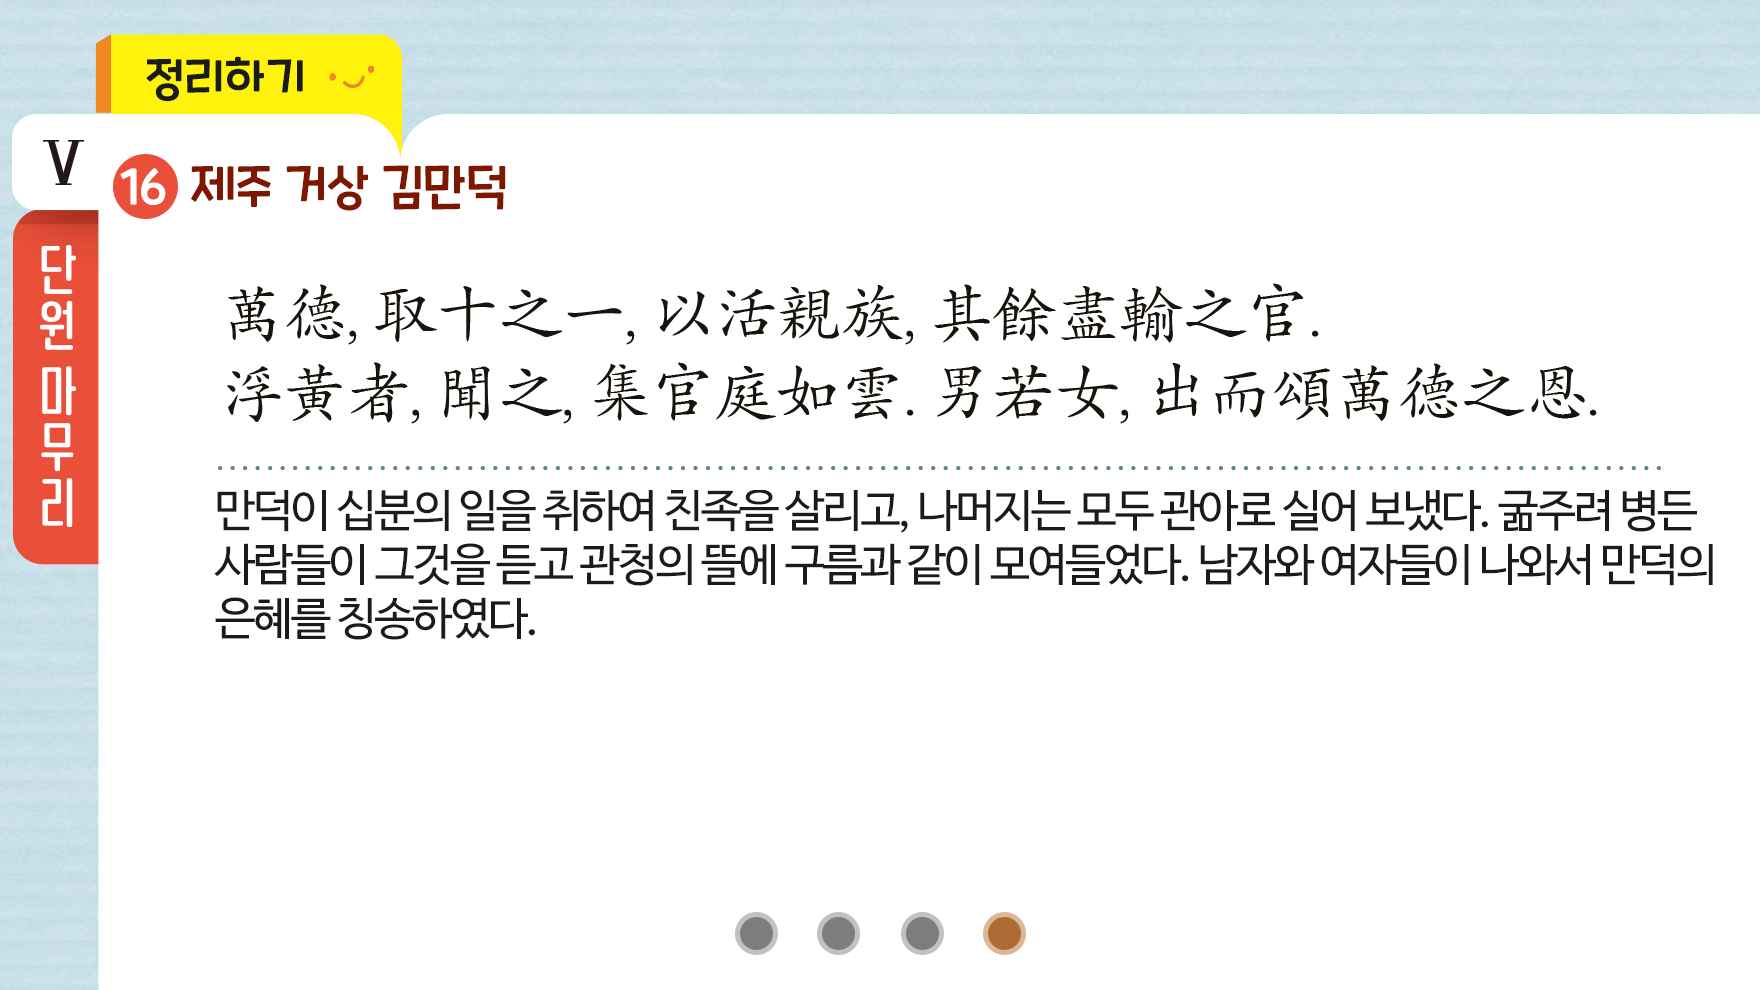 정리하기
V
단원 마무리
16 제주 거상 김만덕
萬德, 取十之一, 以活親族, 其餘盡輸之官.
浮黃者, 聞之, 集官庭如雲. 男若女, 出而頌萬德之恩.
만덕이 십분의 일을 취하여 친족을 살리고, 나머지는 모두 관아로 실어 보냈다. 굶주려 병든
사람들이 그것을 듣고 관청의 뜰에 구름과 같이 모여들었다. 남자와 여자들이 나와서 만덕의
은혜를 칭송하였다.